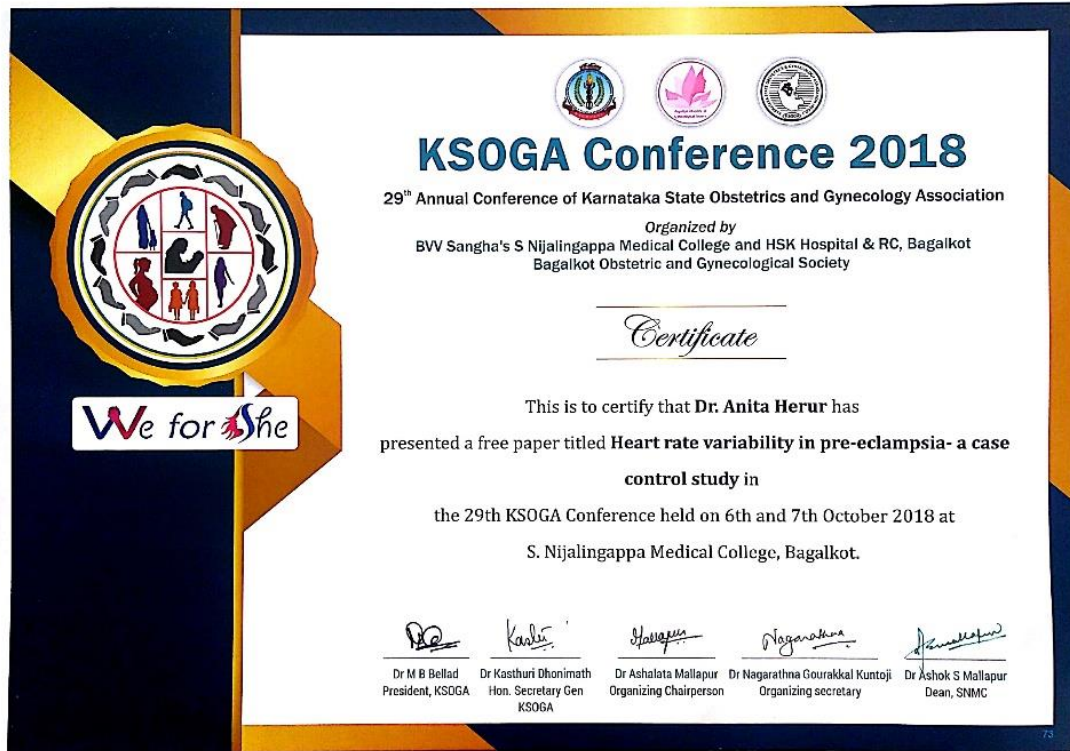 KSOGA Conference 2018
29th Annual Conference of Karnataka State Obstetrics and Gynecology Association
Organized by
BVV Sangha's S Nijalingappa Medical College and HSK Hospital & RC, Bagalkot
Bagalkot Obstetric and Gynecological Society
Certificate
We for She
This is to certify that Dr. Anita Herur has
presented a free paper titled Heart rate variability in pre-eclampsia- a case
control study in
the 29th KSOGA Conference held on 6th and 7th October 2018 at
S. Nijalingappa Medical College, Bagalkot.
Dr M B Bellad
President, KSOGA
Dr Kasthuri Dhonimath
Hon. Secretary Gen
KSOGA
Dr Ashalata Mallapur
Organizing Chairperson
Dr Nagarathna Gourakkal Kuntoji
Organizing secretary
Dr Ashok S Mallapur
Dean, SNMC
73